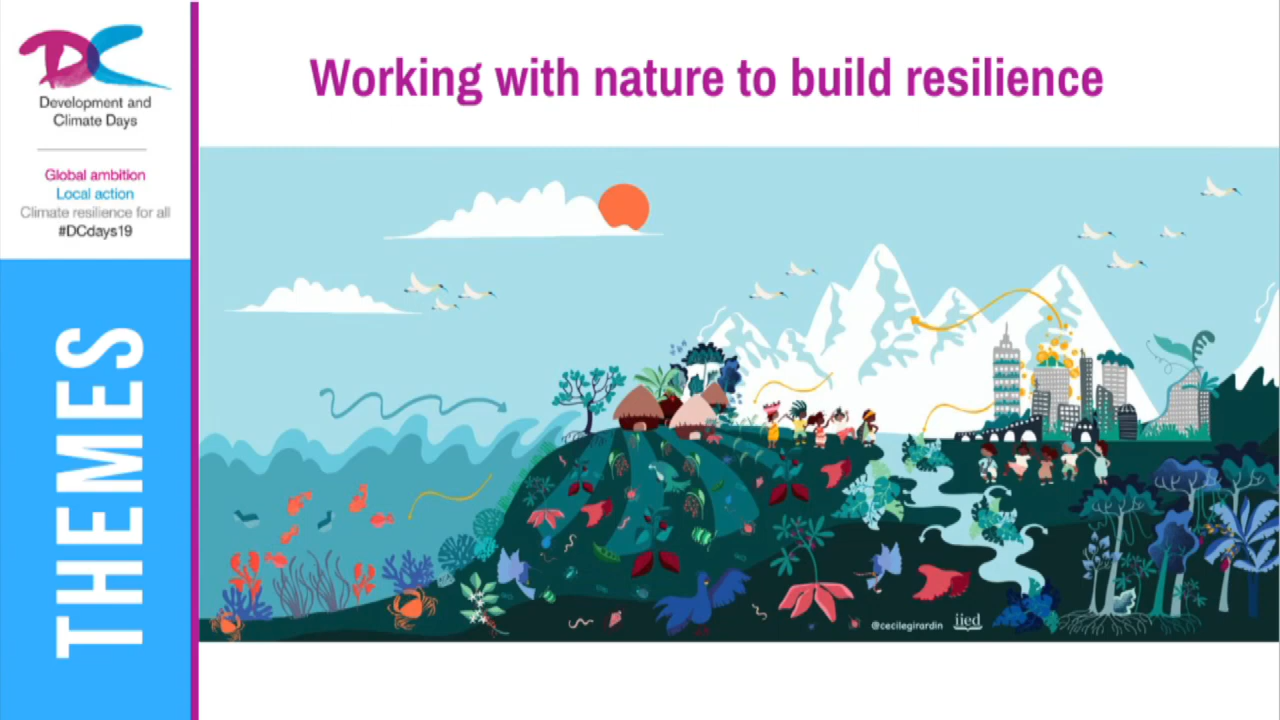 DC
Development and
Climate Days
Global ambition
Local action
Climate resilience for all
#DCdays19
THEMES
Working with nature to build resilience
@cecilegirardin
iied